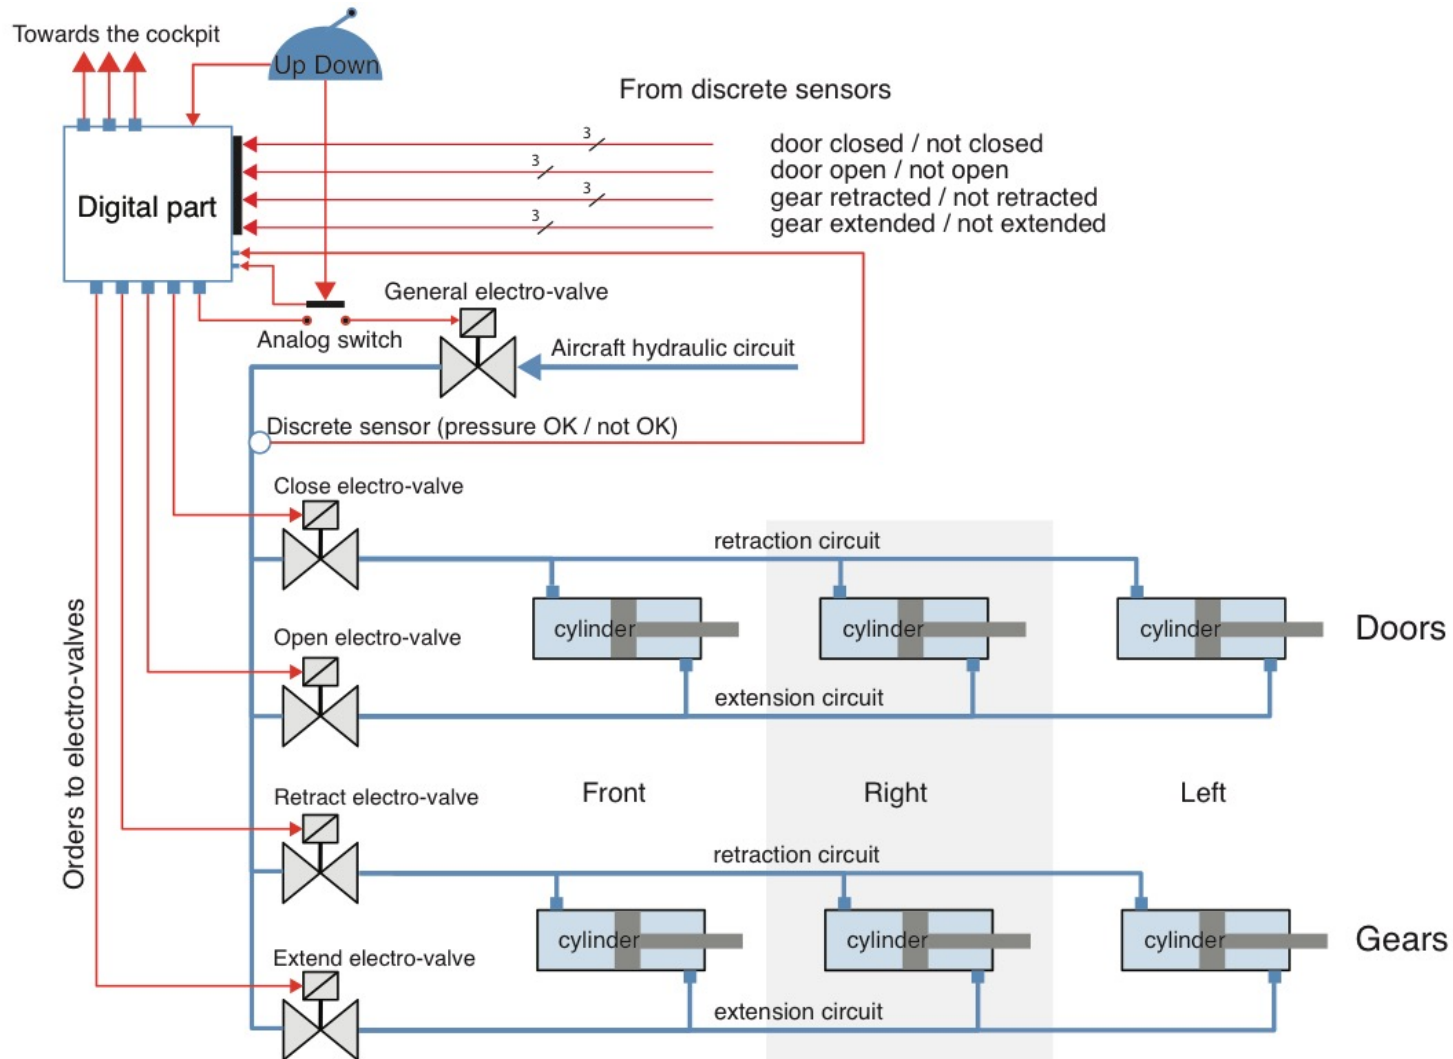 Towards the cockpit
Up Down
From discrete sensors
3
door closed / not closed
3
door open / not open
3
gear retracted / not retracted
3
gear extended / not extended
Digital part
General electro-valve
Analog switch
Aircraft hydraulic circuit
Discrete sensor (pressure OK / not OK)
Close electro-valve
retraction circuit
cylinder
cylinder
cylinder
Doors
Open electro-valve
extension circuit
Orders to electro-valves
Front
Right
Left
Retract electro-valve
retraction circuit
cylinder
cylinder
cylinder
Gears
Extend electro-valve
extension circuit